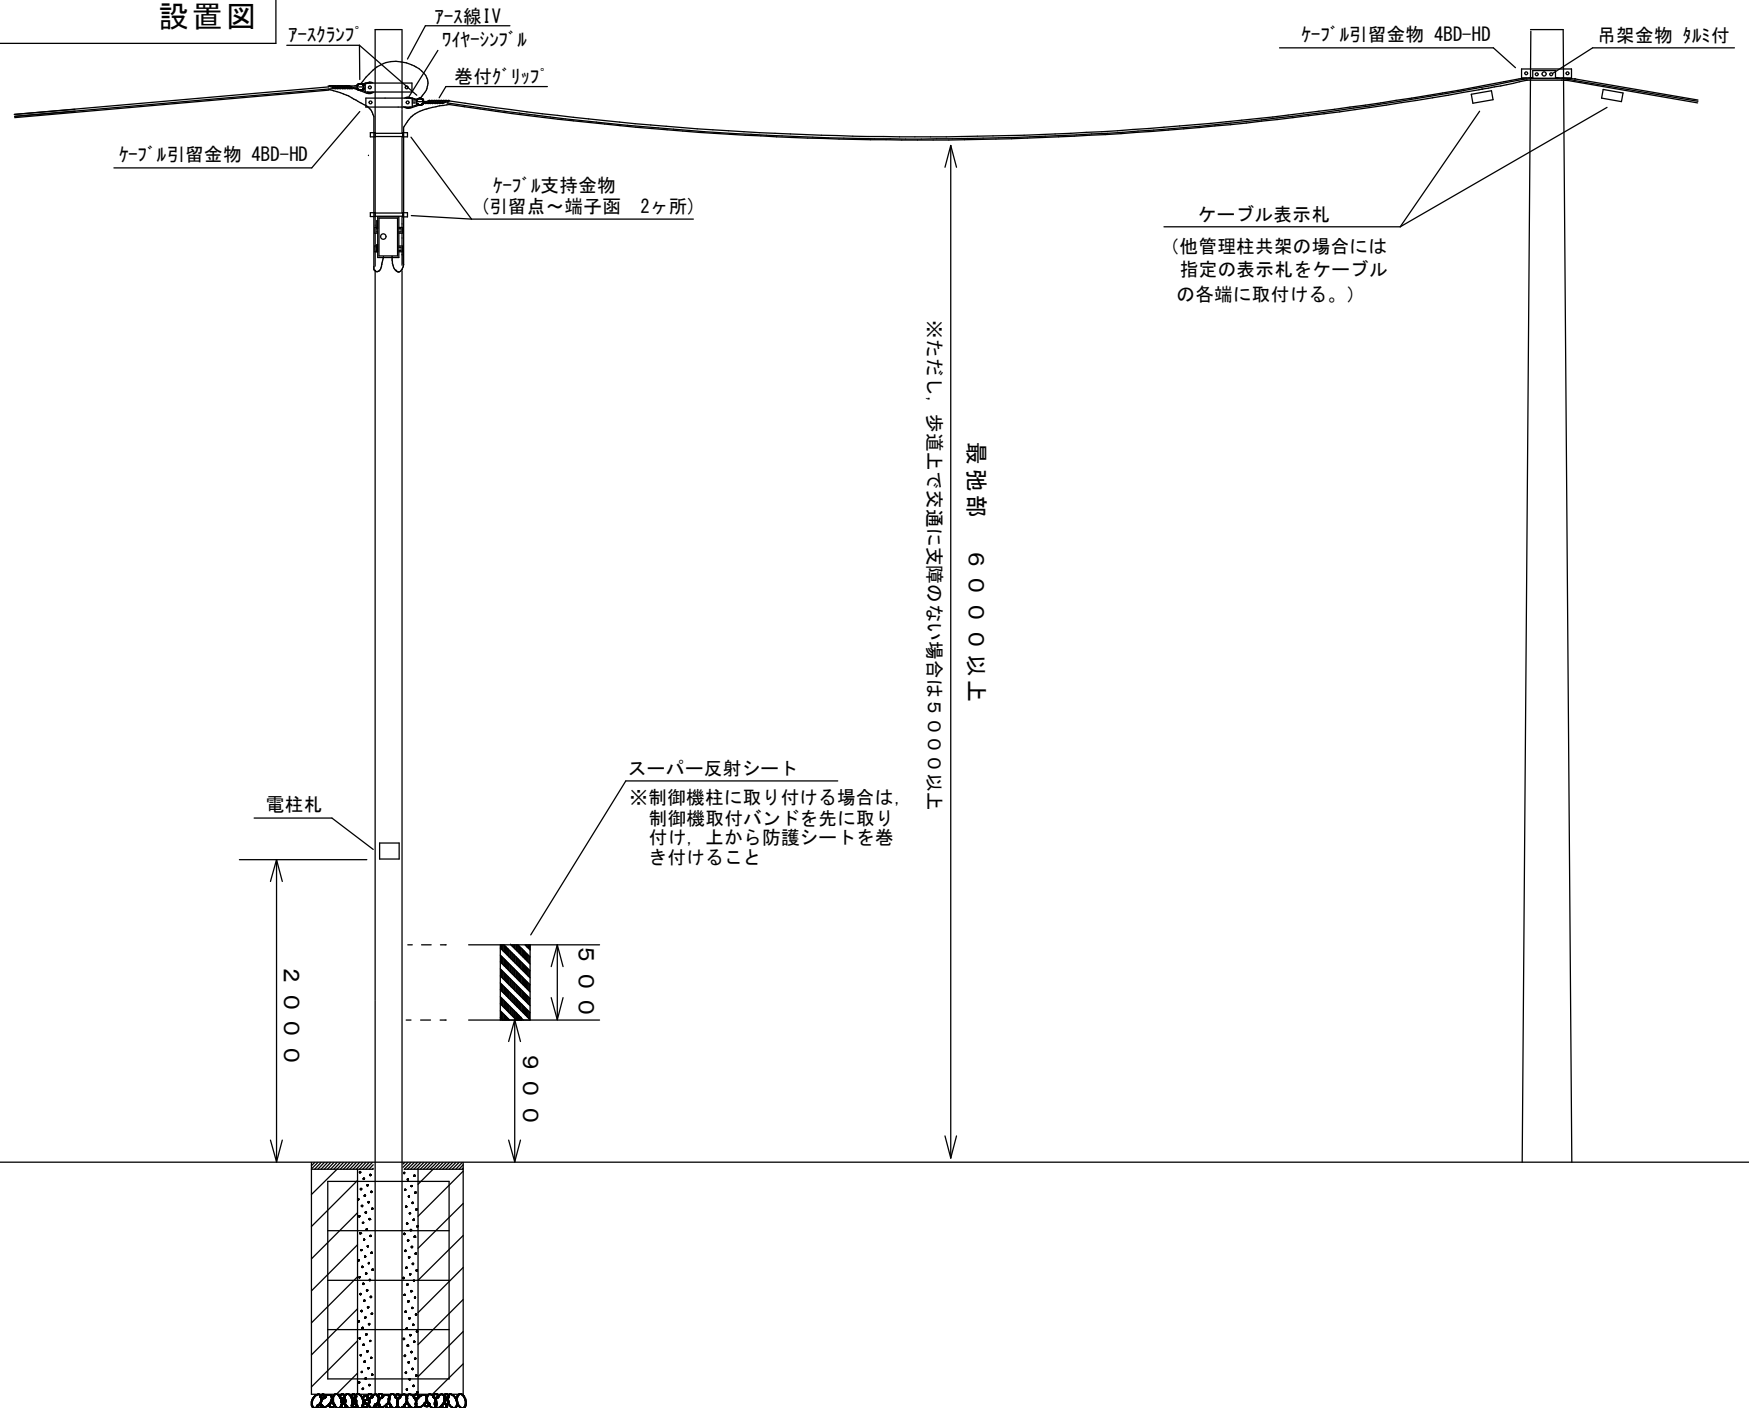 設置図
アース線IV
アースクランプ
ワイヤーシンブル
巻付グリップ
ケーブル引留金物 4BD-HD
吊架金物 タルミ付
ケーブル引留金物 4BD-HD
ケーブル支持金物
(引留点~端子函 2ヶ所)
ケーブル表示札
(他管理柱共架の場合には
指定の表示札をケーブル
の各端に取付ける。)
最弛部 6000以上
※ただし,歩道上で交通に支障のない場合は5000以上
スーパー反射シート
※制御機柱に取り付ける場合は,
制御機取付バンドを先に取り
付け,上から防護シートを巻
き付けること
電柱札
500
2000
900